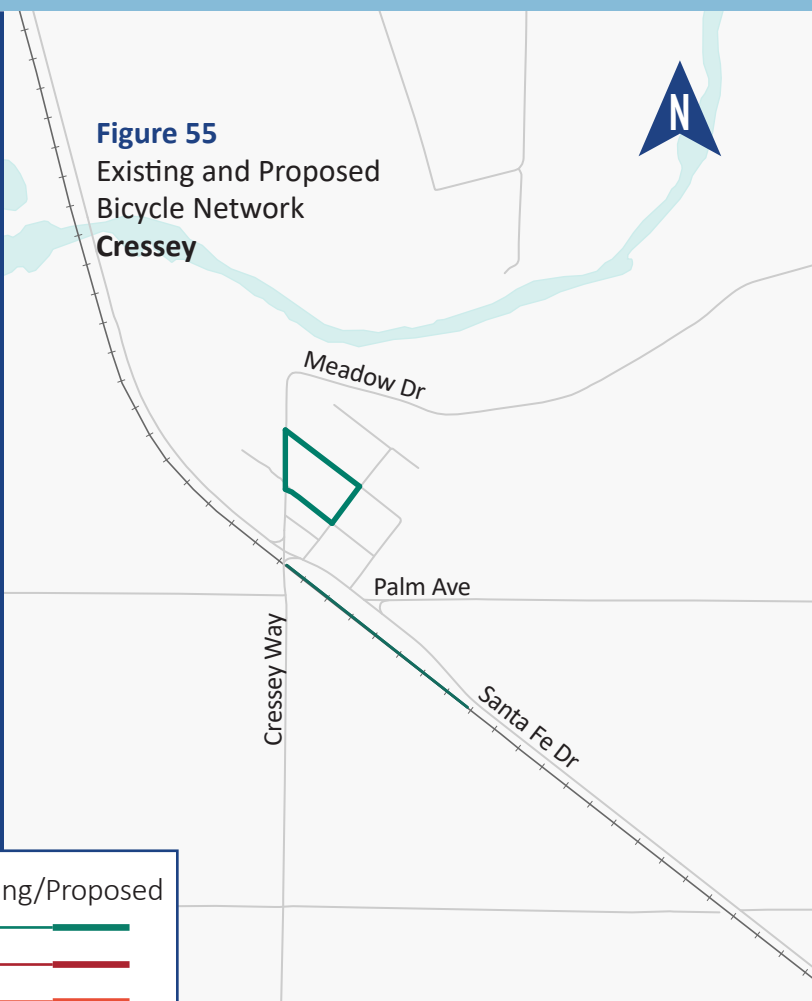 Figure 55
Existing and Proposed
Bicycle Network
Cressey
N
Meadow Dr
Palm Ave
Cressey Way
Santa Fe Dr
ng/Proposed